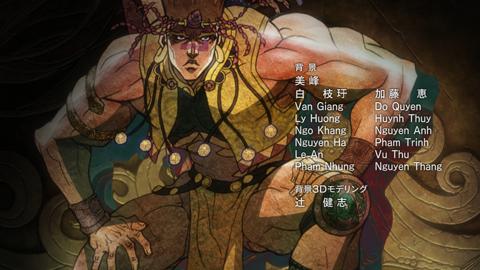 背 景
美 峰
白 枝 玗 加 藤 恵
Van Giang Do Quyen
Ly Huong Huynh Thuy
Ngo Khang Nguyen Anh
Nguyen Ha Pham Trinh
Le An Vu Thu
Pham Nhung Nguyen Thang
背景3Dモデリング
辻 健 志